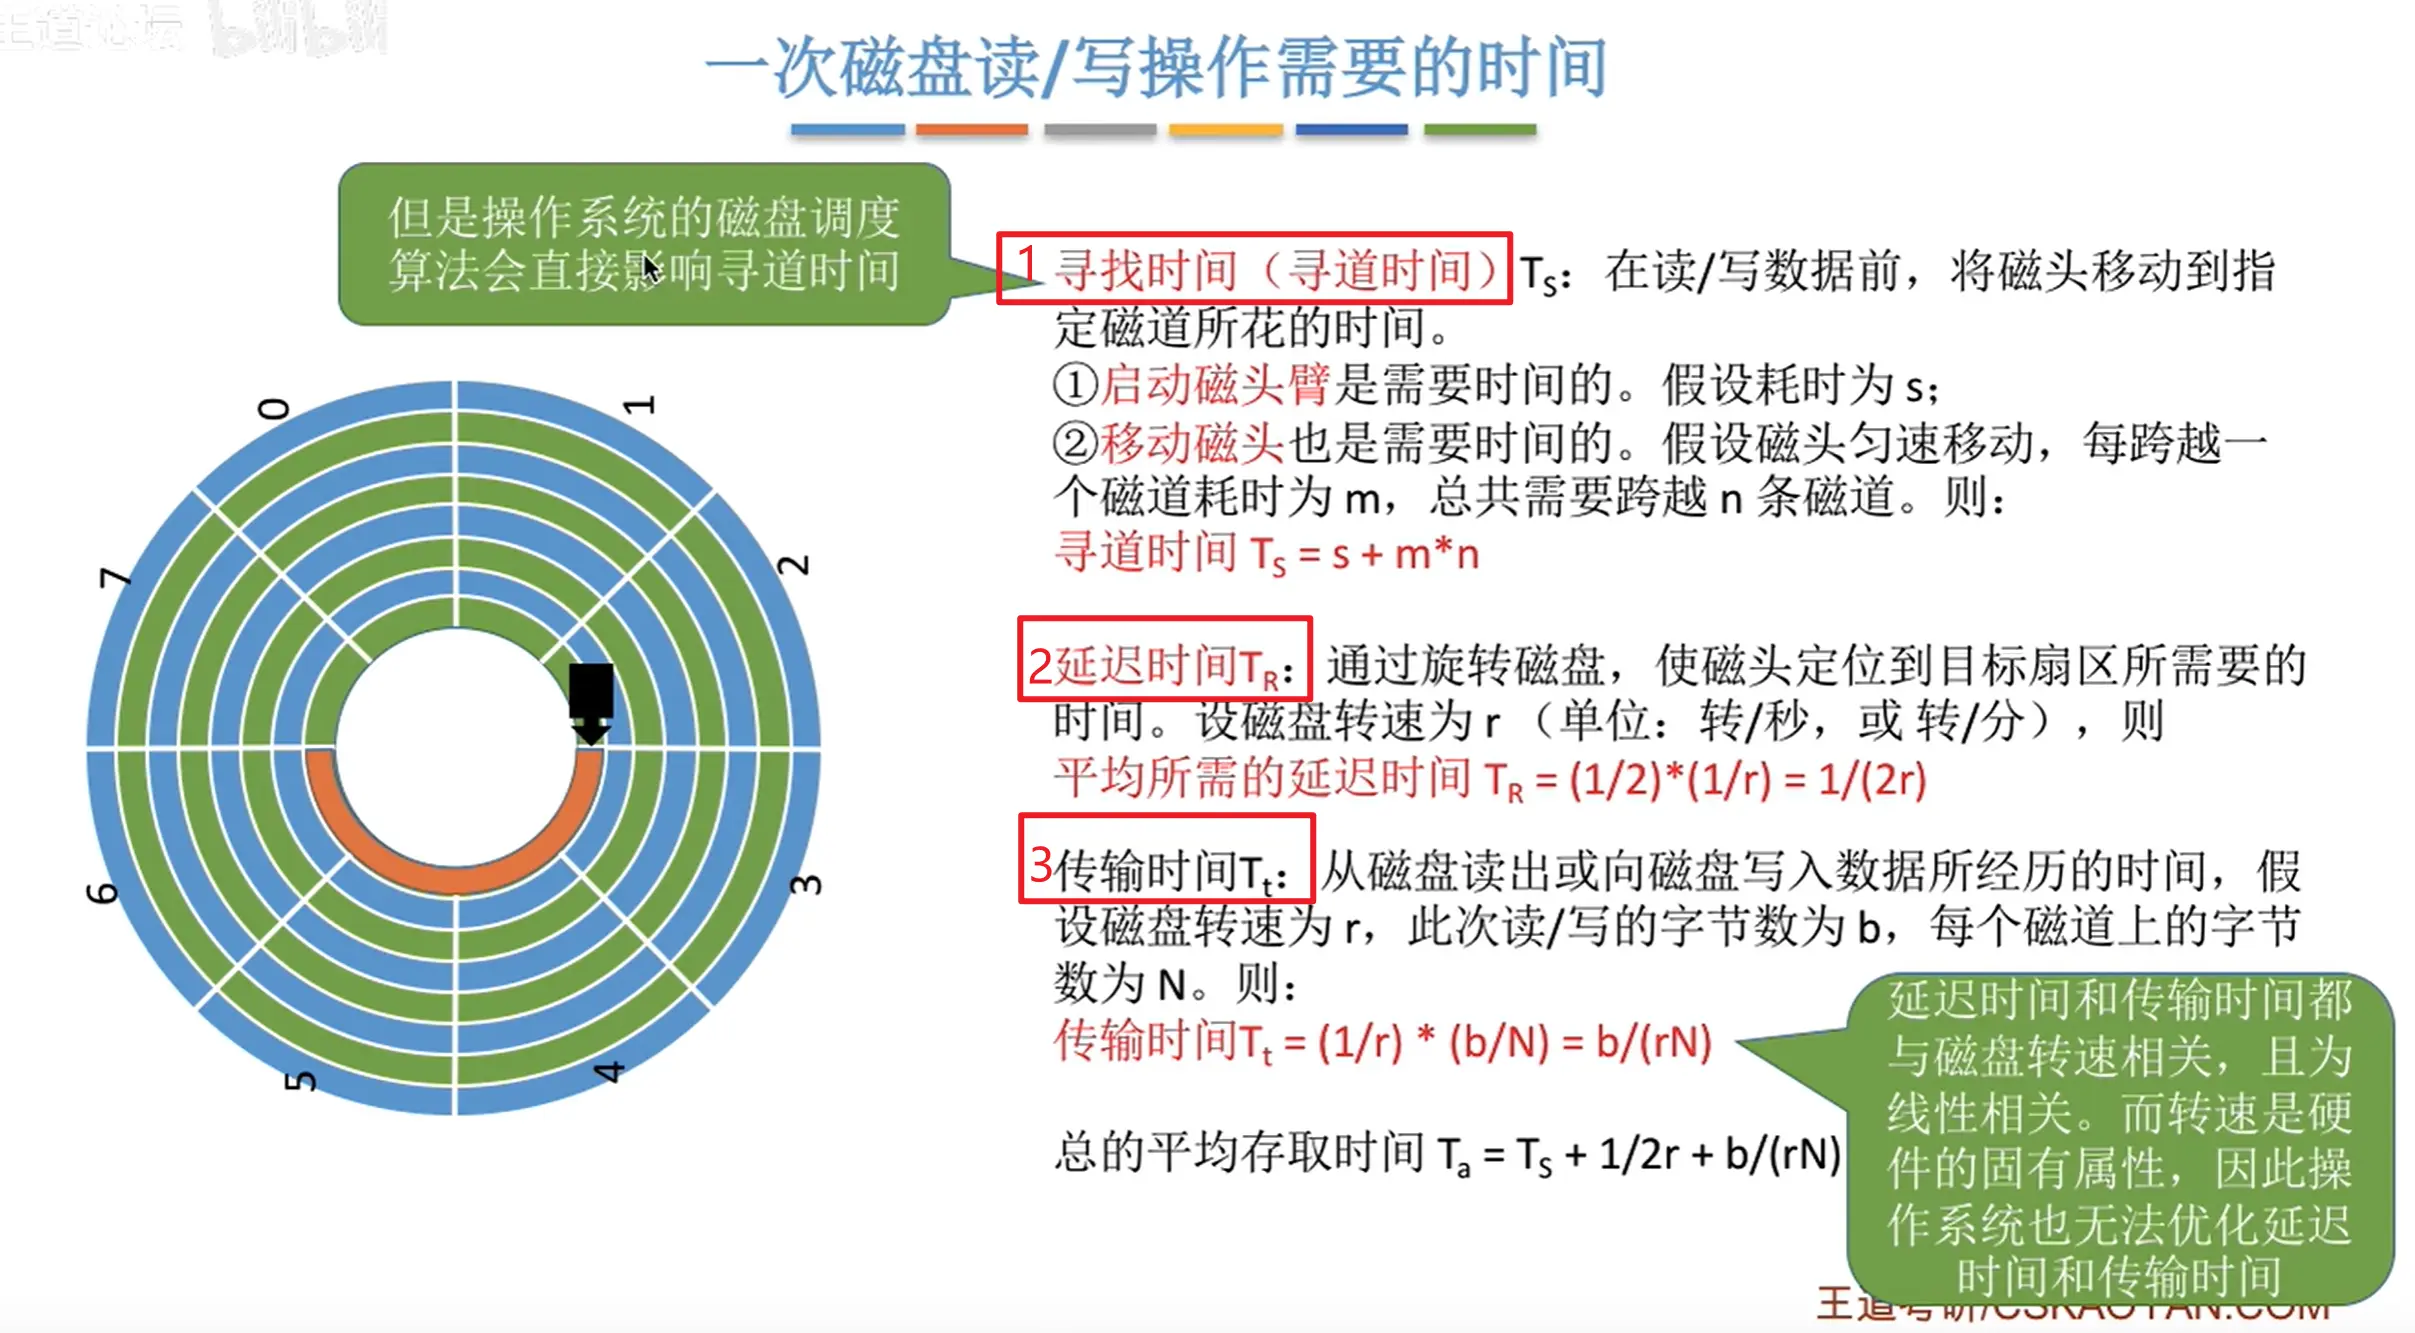 王道论坛 bilibili
一次磁盘读/写操作需要的时间
但是操作系统的磁盘调度
算法会直接影响寻道时间
1 寻找时间（寻道时间）TS：在读/写数据前，将磁头移动到指
定磁道所花的时间。
①启动磁头臂是需要时间的。假设耗时为 s；
②移动磁头也是需要时间的。假设磁头匀速移动，每跨越一
个磁道耗时为 m，总共需要跨越 n 条磁道。则：
寻道时间 TS = s + m*n
2延迟时间TR：通过旋转磁盘，使磁头定位到目标扇区所需要的
时间。设磁盘转速为 r（单位：转/秒，或 转/分），则
平均所需的延迟时间 TR = (1/2)*(1/r) = 1/(2r)
3传输时间Tt：从磁盘读出或向磁盘写入数据所经历的时间，假
设磁盘转速为 r，此次读/写的字节数为 b，每个磁道上的字节
数为 N。则：
传输时间Tt = (1/r) * (b/N) = b/(rN)
总的平均存取时间 Ta = TS + 1/2r + b/(rN)
延迟时间和传输时间都
与磁盘转速相关，且为
线性相关。而转速是硬
件的固有属性，因此操
作系统也无法优化延迟
时间和传输时间
0
1
2
3
4
5
6
7
王道考研/CSKAOYAN.COM